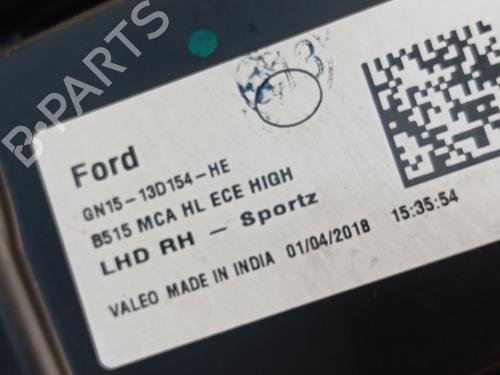 B-PARTS
3
Ford
GN15-13D154-HE
B515 MCA HL ECE HIGH
LHD RH - Sportz
VALEO MADE IN INDIA 01/04/2018 15:35:54